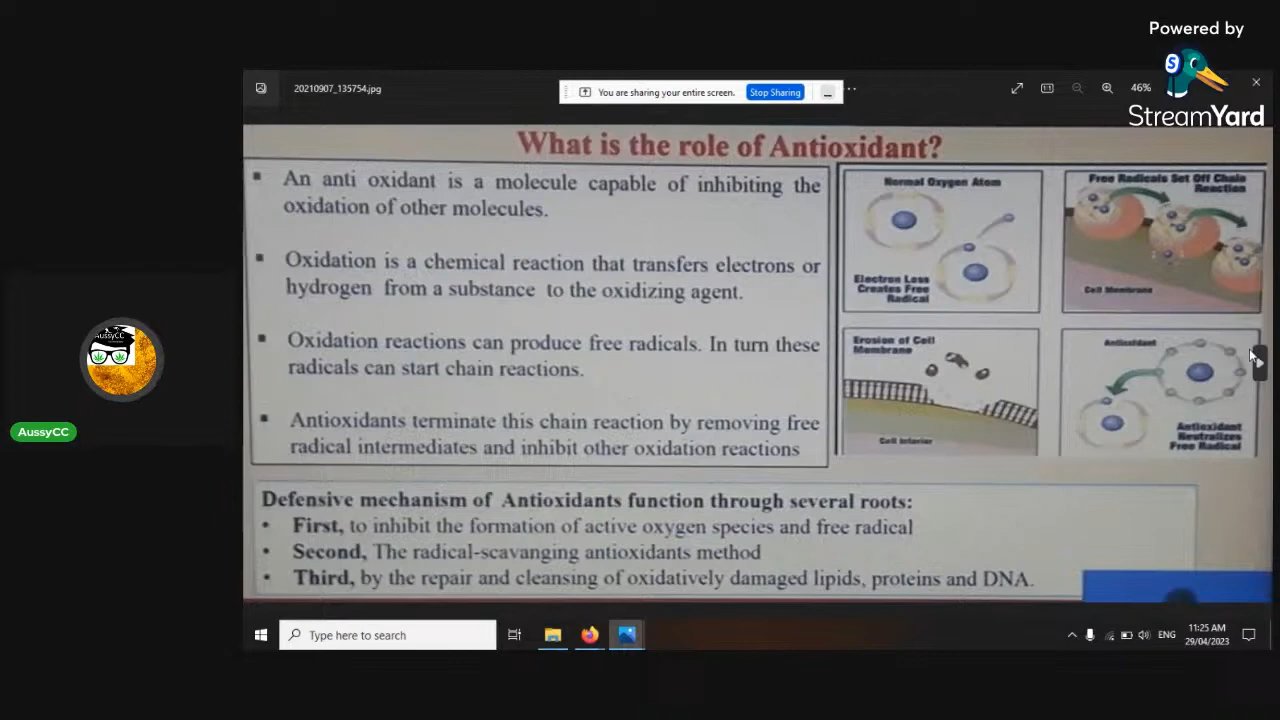 Powered by
StreamYard
20210907_135754.jpg
You are sharing your entire screen.
Stop Sharing
46%
What is the role of Antioxidant?
An anti oxidant is a molecule capable of inhibiting the
oxidation of other molecules.
Oxidation is a chemical reaction that transfers electrons or
hydrogen from a substance to the oxidizing agent.
Oxidation reactions can produce free radicals. In turn these
radicals can start chain reactions.
Antioxidants terminate this chain reaction by removing free
radical intermediates and inhibit other oxidation reactions
Normal Oxygen Atom
Electron Loss
Creates Free
Radical
Free Radicals Set Off Chain
Reaction
Cell Membrane
Erosion of Cell
Membrane
Cell Interior
Antioxidant
Antioxidant
Neutralizes
Free Radical
Defensive mechanism of Antioxidants function through several roots:
First, to inhibit the formation of active oxygen species and free radical
Second, The radical-scavanging antioxidants method
Third, by the repair and cleansing of oxidatively damaged lipids, proteins and DNA.
AussyCC
AussyCC
Type here to search
ENG
11:25 AM
29/04/2023